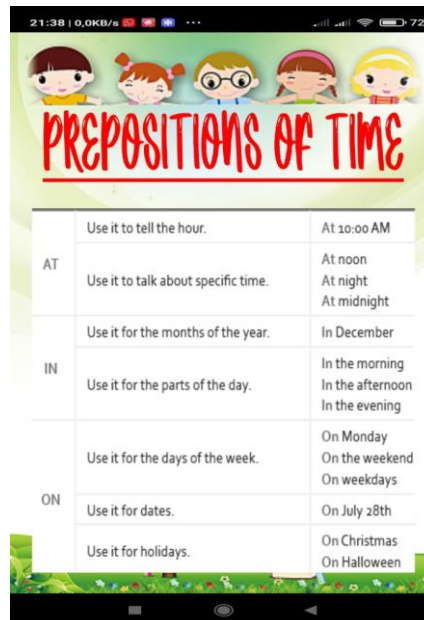 21:38 | 0,0KB/s ...
72
PREPOSITIONS OF TIME
AT
Use it to tell the hour.
At 10:00 AM
Use it to talk about specific time.
At noon
At night
At midnight
IN
Use it for the months of the year.
In December
Use it for the parts of the day.
In the morning
In the afternoon
In the evening
ON
Use it for the days of the week.
On Monday
On the weekend
On weekdays
Use it for dates.
On July 28th
Use it for holidays.
On Christmas
On Halloween